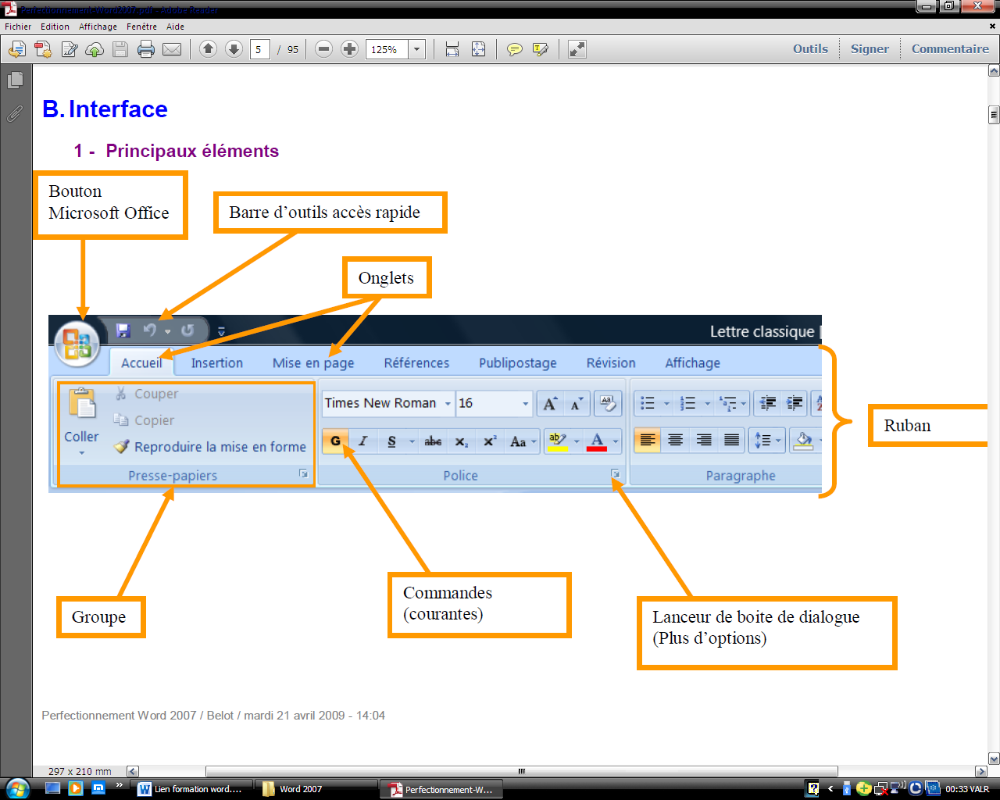 Perfectionnement-Word2007.pdf - Adobe Reader
Fichier Edition Affichage Fenêtre Aide
5 / 95 125% Outils Signer Commentaire
B. Interface
1 - Principaux éléments
Bouton
Microsoft Office
Barre d'outils accès rapide
Onglets
Lettre classique
Accueil Insertion Mise en page Références Publipostage Révision Affichage
Couper
Copier
Coller
Reproduire la mise en forme
Presse-papiers
Times New Roman 16
G I S abc x₂ x² Aa ab A
Police
Paragraphe
Ruban
Groupe
Commandes
(courantes)
Lanceur de boite de dialogue
(Plus d'options)
Perfectionnement Word 2007 / Belot / mardi 21 avril 2009 - 14:04
297 x 210 mm
Lien formation word.... Word 2007 Perfectionnement-W... 00:33 VALR